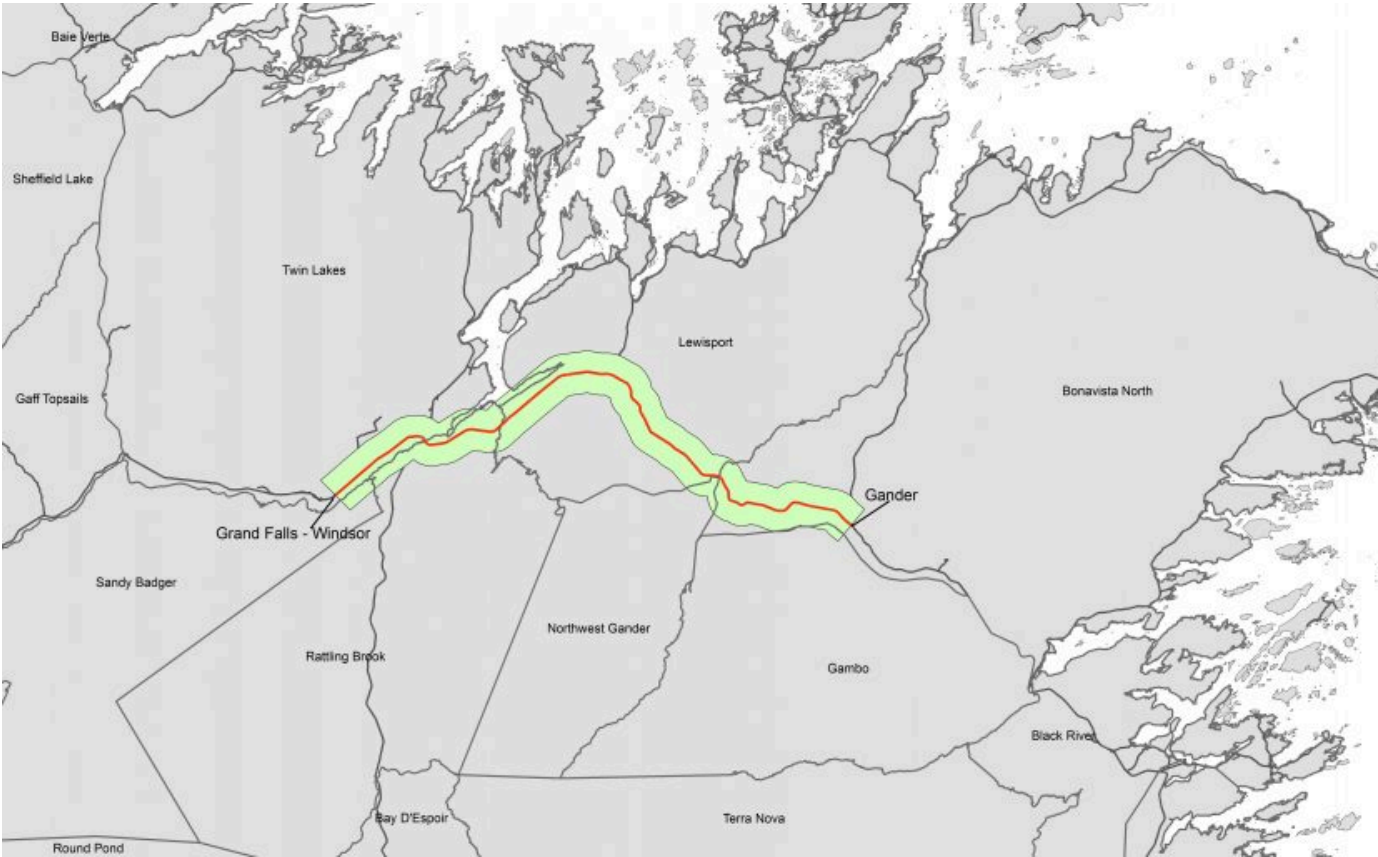 Baie Verte
Sheffield Lake
Twin Lakes
Lewisport
Gaff Topsails
Bonavista North
Gander
Grand Falls - Windsor
Sandy Badger
Northwest Gander
Rattling Brook
Gambo
Black River
Bay D'Espoir
Terra Nova
Round Pond